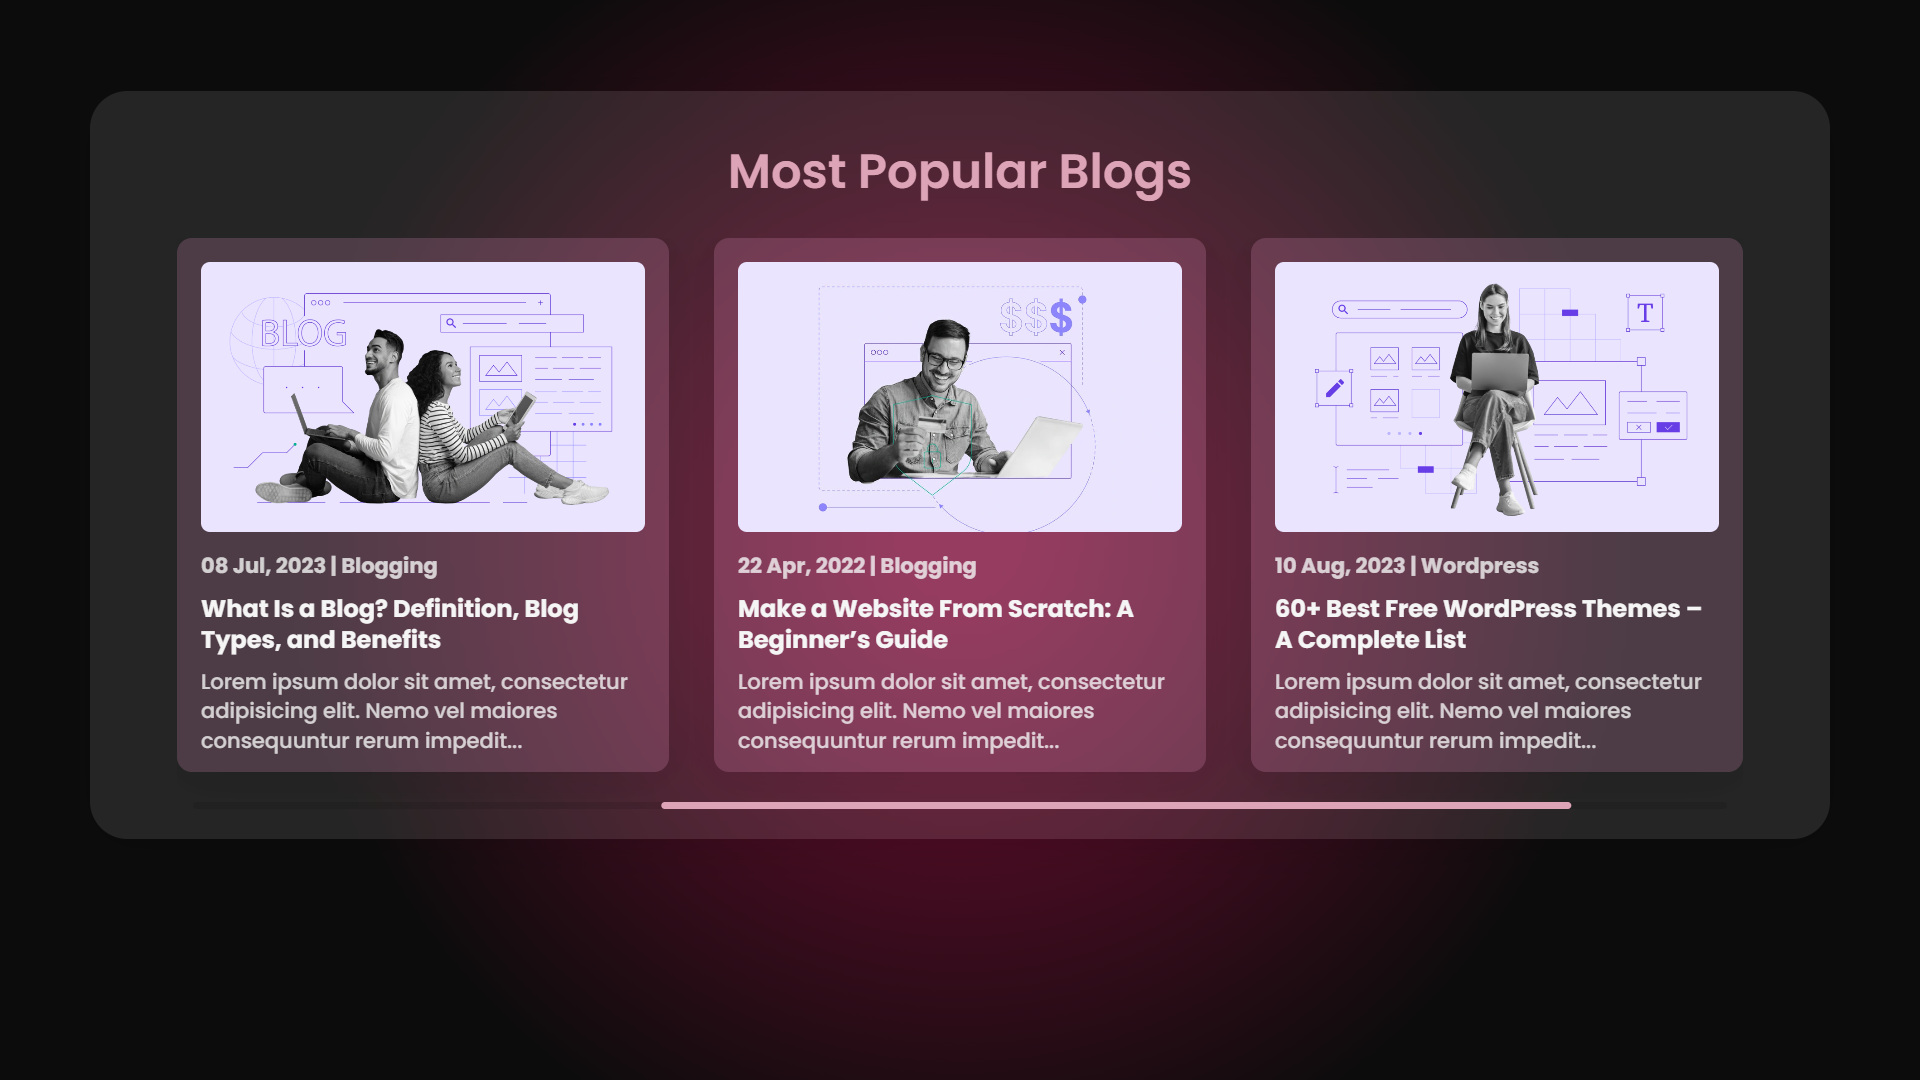 Most Popular Blogs
BLOG
08 Jul, 2023 | Blogging
What Is a Blog? Definition, Blog
Types, and Benefits
Lorem ipsum dolor sit amet, consectetur
adipisicing elit. Nemo vel maiores
consequuntur rerum impedit...
$$$
22 Apr, 2022 | Blogging
Make a Website From Scratch: A
Beginner’s Guide
Lorem ipsum dolor sit amet, consectetur
adipisicing elit. Nemo vel maiores
consequuntur rerum impedit...
T
10 Aug, 2023 | Wordpress
60+ Best Free WordPress Themes –
A Complete List
Lorem ipsum dolor sit amet, consectetur
adipisicing elit. Nemo vel maiores
consequuntur rerum impedit...